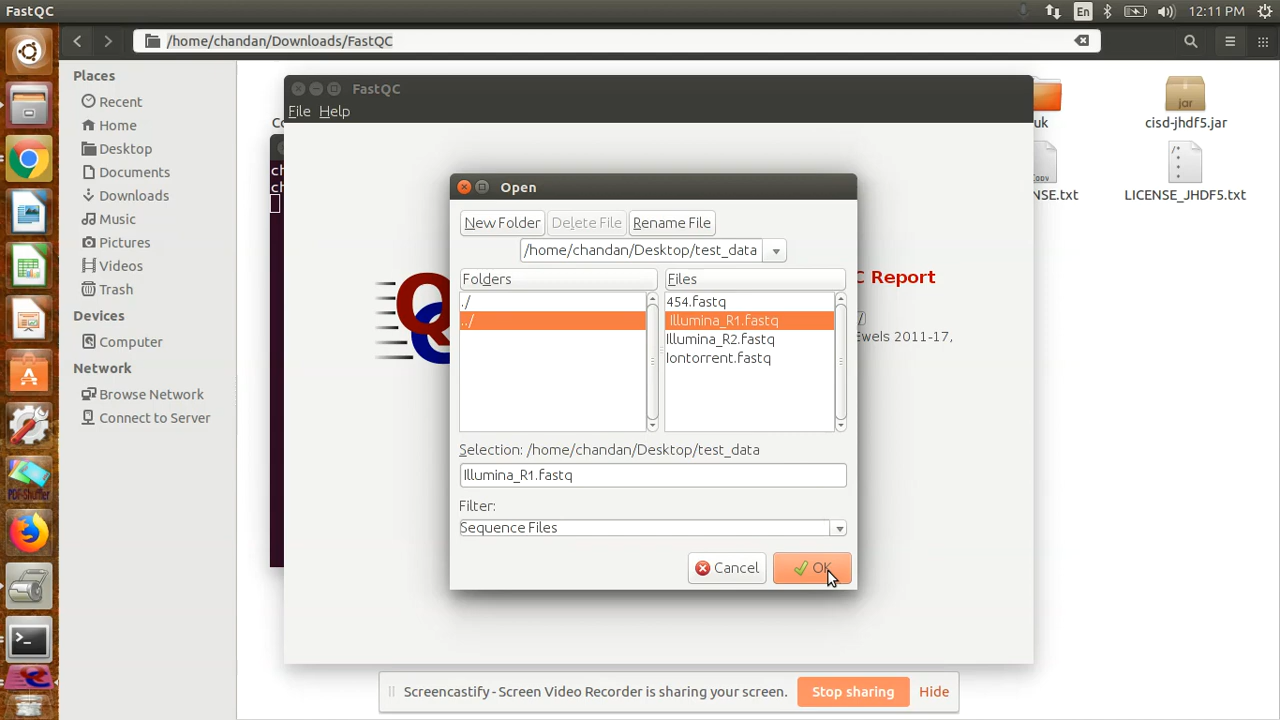 FastQC
En
12:11 PM
/home/chandan/Downloads/FastQC
Places
Recent
Home
Desktop
Documents
Downloads
Music
Pictures
Videos
Trash
Devices
Computer
Network
Browse Network
Connect to Server
PDF-Shuffler
FastQC
File Help
uk
jar
cisd-jhdf5.jar
NSE.txt
LICENSE_JHDF5.txt
Open
New Folder
Delete File
Rename File
/home/chandan/Desktop/test_data
Folders
Files
./
../
454.fastq
Illumina_R1.fastq
Illumina_R2.fastq
Iontorrent.fastq
C Report
Ewels 2011-17,
Selection: /home/chandan/Desktop/test_data
Illumina_R1.fastq
Filter:
Sequence Files
Cancel
OK
Screencastify - Screen Video Recorder is sharing your screen.
Stop sharing
Hide